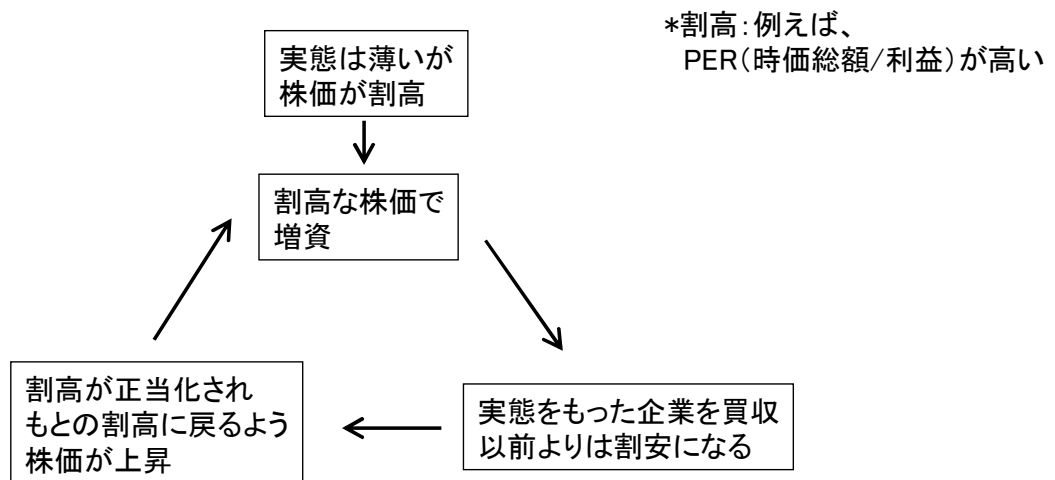 *割高：例えば、
PER（時価総額/利益）が高い
実態は薄いが
株価が割高
割高な株価で
増資
実態をもった企業を買収
以前よりは割安になる
割高が正当化され
もとの割高に戻るよう
株価が上昇